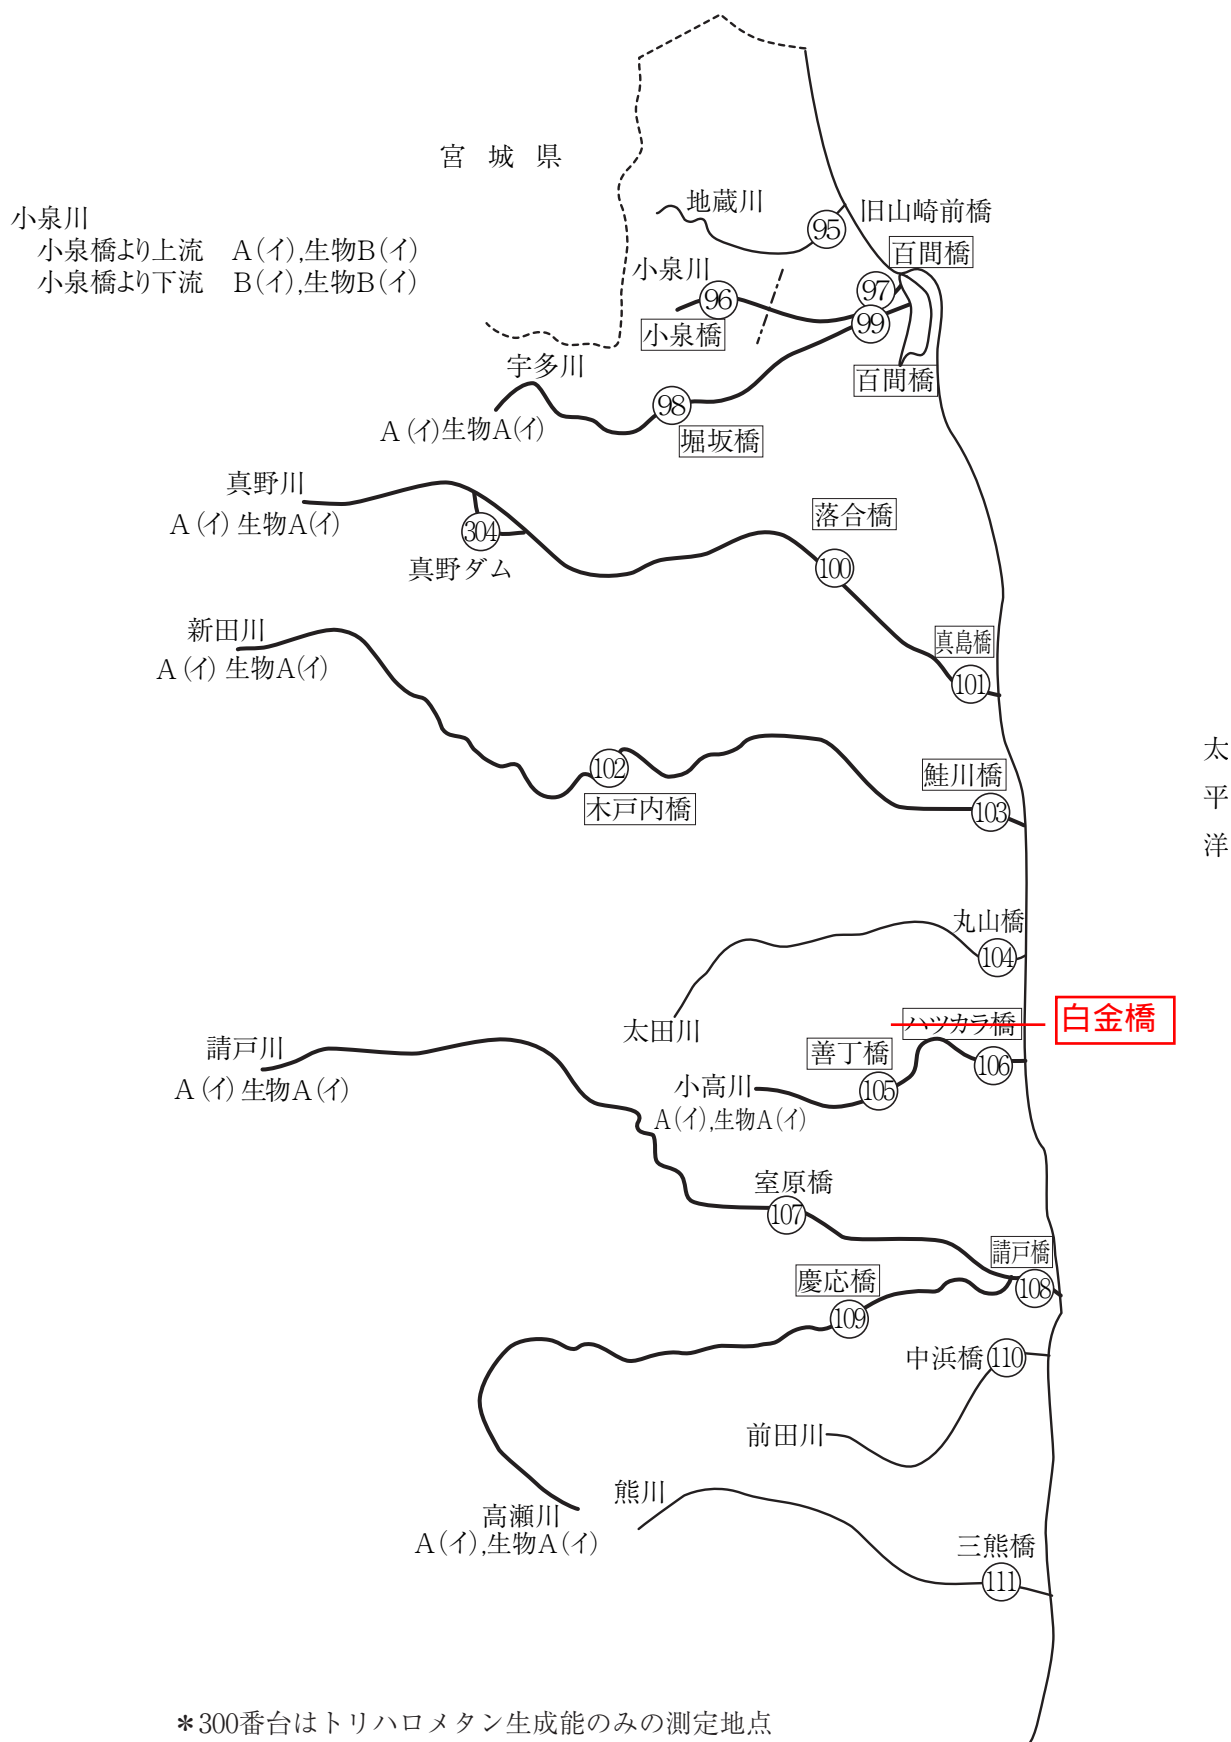 宮城県
地蔵川
95
旧山崎前橋
小泉川
小泉橋より上流 A(イ),生物B(イ)
小泉橋より下流 B(イ),生物B(イ)
百間橋
小泉川
96
97
小泉橋
99
宇多川
百間橋
98
A(イ)生物A(イ)
堀坂橋
真野川
A(イ) 生物A(イ)
304
真野ダム
落合橋
100
新田川
A(イ) 生物A(イ)
真島橋
101
太平洋
102
木戸内橋
鮭川橋
103
丸山橋
104
太田川
ハツカラ橋
白金橋
請戸川
A(イ)生物A(イ)
善丁橋
106
小高川
105
A(イ),生物A(イ)
室原橋
107
請戸橋
108
慶応橋
109
中浜橋
110
前田川
熊川
高瀬川
A(イ),生物A(イ)
三熊橋
111
*300番台はトリハロメタン生成能のみの測定地点